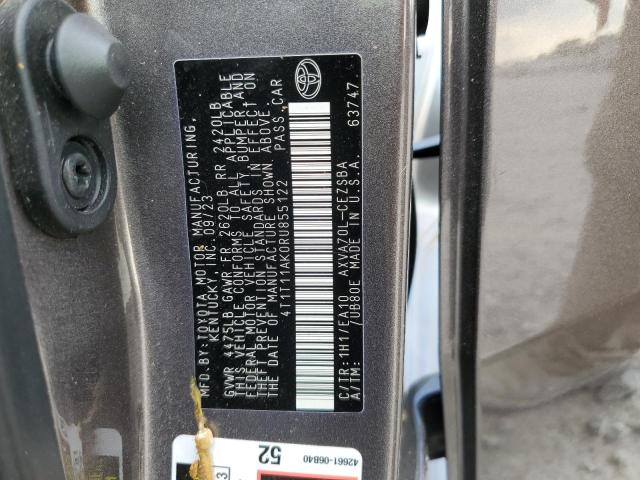 MFD.BY:TOYOTA MOTOR MANUFACTURING,
KENTUCKY, INC. 09/23
GVWR 4475LB GAWR FR 2620LB RR 2420LB
THIS VEHICLE CONFORMS TO ALL APPLICABLE
FEDERAL MOTOR VEHICLE SAFETY, BUMPER AND
THEFT PREVENTION STANDARDS IN EFFECT ON
THE DATE OF MANUFACTURE SHOWN ABOVE.
4T1T11AK0RU855122 PASS.CAR
C/TR:1H1/EA10 AXVA70L-CEZSBA
A/TM: /UB80E MADE IN U.S.A. 63747.
52
42661-06B40
3